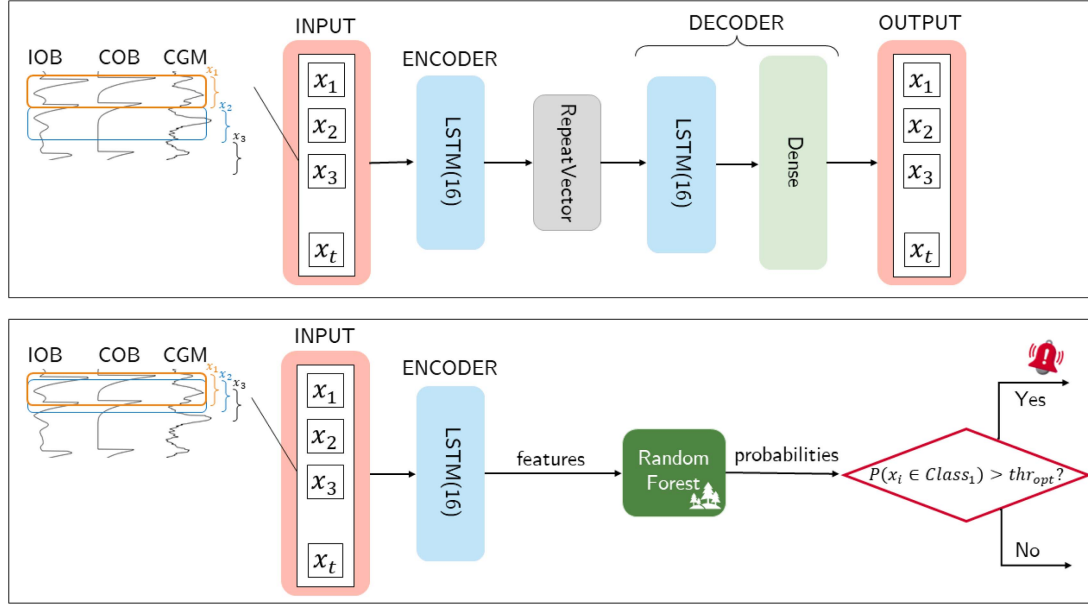 IOB COB CGM
x₁
x₂
x₃
INPUT
x₁
x₂
x₃
xₜ
ENCODER
LSTM(16)
RepeatVector
DECODER
LSTM(16)
Dense
OUTPUT
x₁
x₂
x₃
xₜ
IOB COB CGM
x₁
x₂
x₃
INPUT
x₁
x₂
x₃
xₜ
ENCODER
LSTM(16)
features
Random
Forest
probabilities
P(xᵢ ∈ Class₁) > thr_opt?
Yes
No